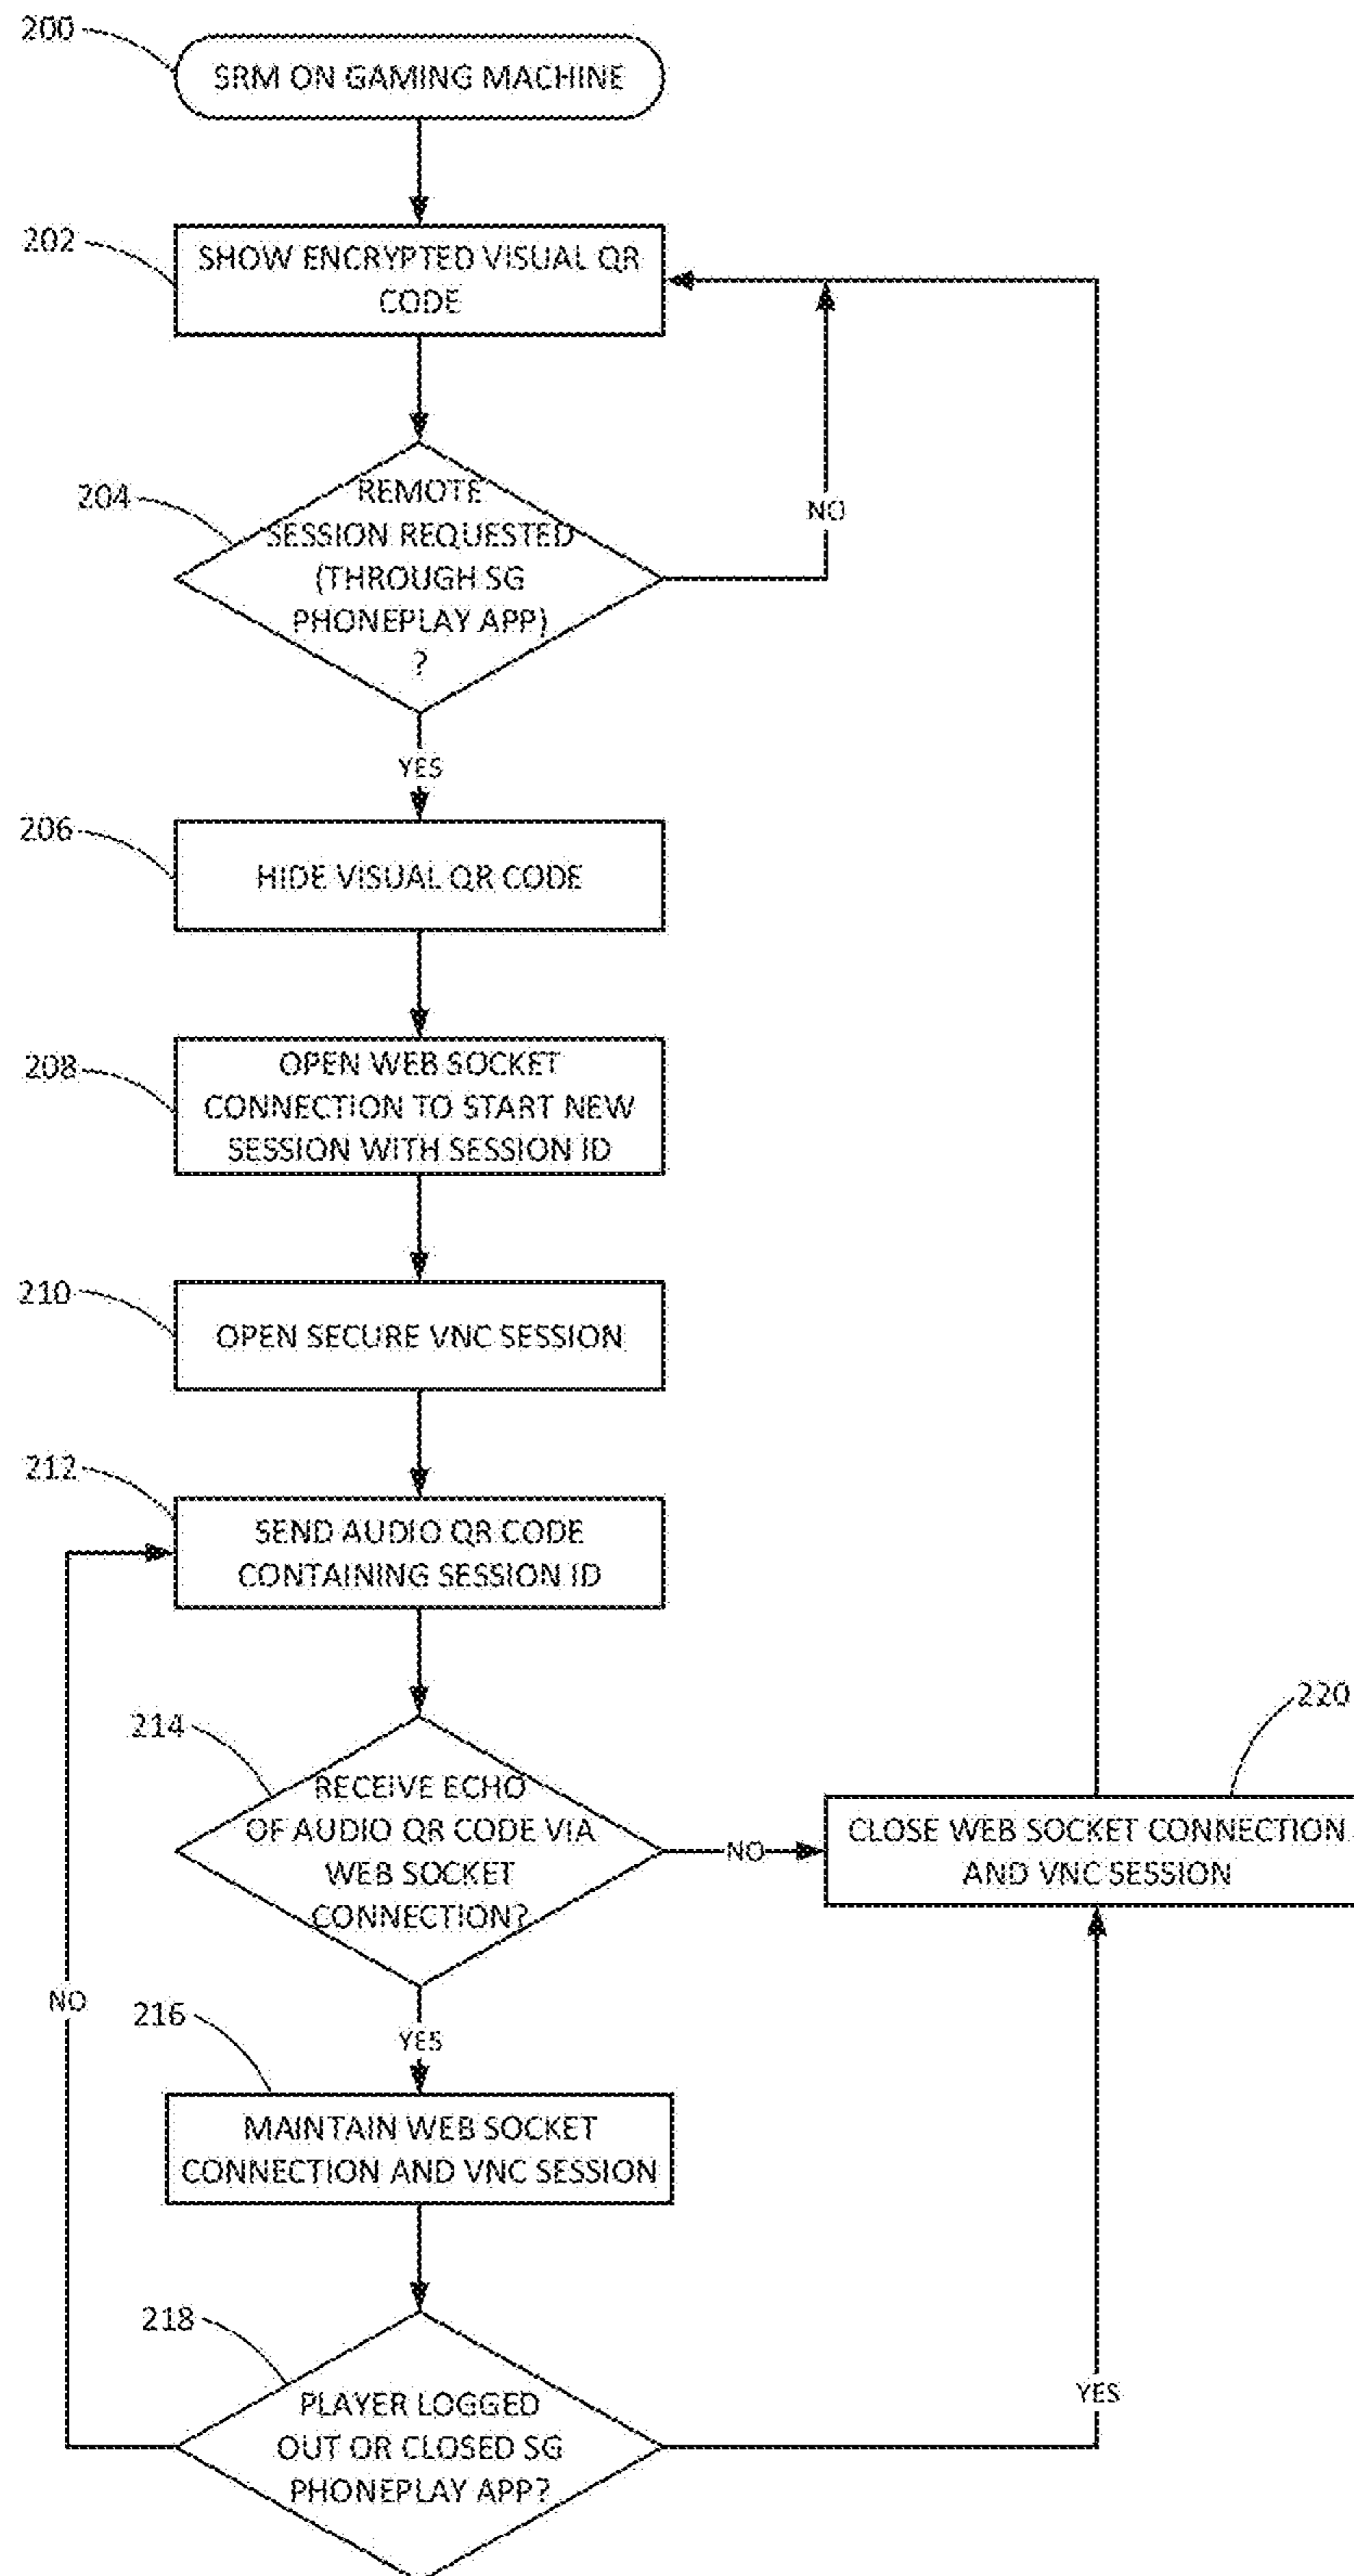 200
SRM ON GAMING MACHINE
202
SHOW ENCRYPTED VISUAL QR
CODE
204
REMOTE
SESSION REQUESTED
(THROUGH SG
PHONEPLAY APP)
?
NO
YES
206
HIDE VISUAL QR CODE
208
OPEN WEB SOCKET
CONNECTION TO START NEW
SESSION WITH SESSION ID
210
OPEN SECURE VNC SESSION
212
SEND AUDIO QR CODE
CONTAINING SESSION ID
214
RECEIVE ECHO
OF AUDIO QR CODE VIA
WEB SOCKET
CONNECTION?
NO
220
CLOSE WEB SOCKET CONNECTION
AND VNC SESSION
YES
NO
216
MAINTAIN WEB SOCKET
CONNECTION AND VNC SESSION
218
PLAYER LOGGED
OUT OR CLOSED SG
PHONEPLAY APP?
YES